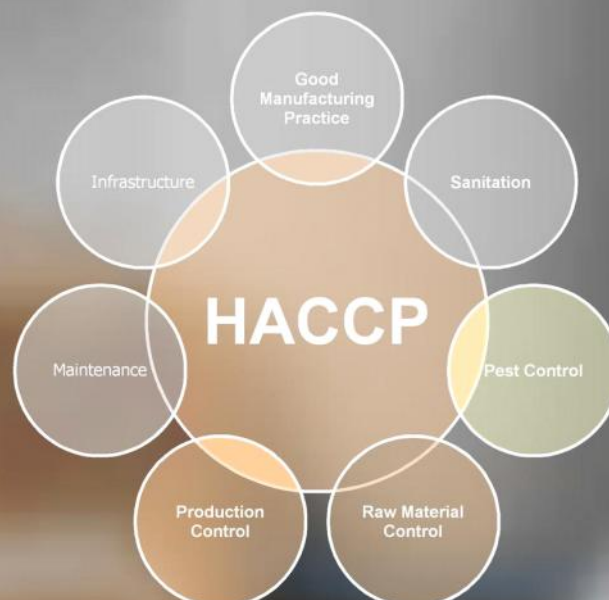 Good
Manufacturing
Practice
Infrastructure
Sanitation
HACCP
Maintenance
Pest Control
Production
Control
Raw Material
Control